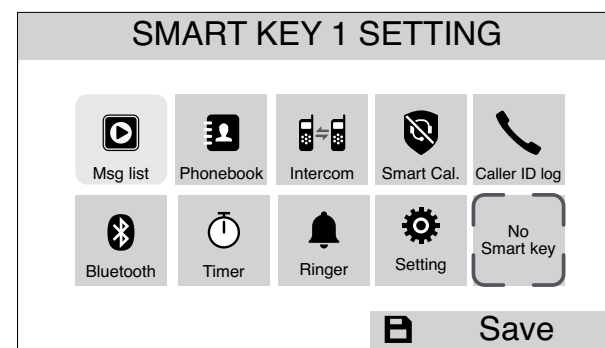 SMART KEY 1 SETTING
Msg list
Phonebook
Intercom
Smart Cal.
Caller ID log
Bluetooth
Timer
Ringer
Setting
No
Smart key
Save